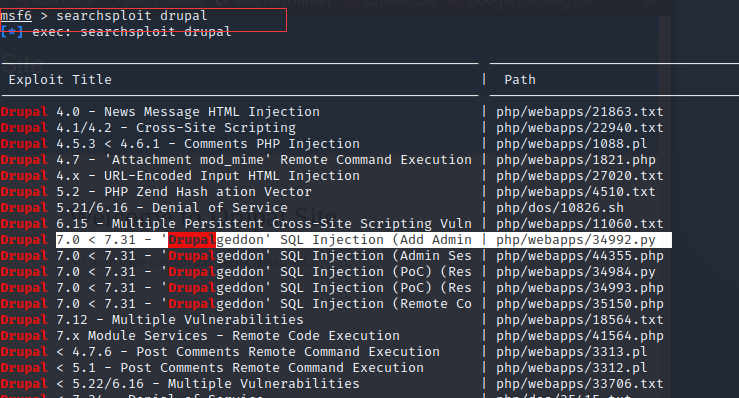 msf6 > searchsploit drupal
[*] exec: searchsploit drupal
Exploit Title | Path
Drupal 4.0 - News Message HTML Injection | php/webapps/21863.txt
Drupal 4.1/4.2 - Cross-Site Scripting | php/webapps/22940.txt
Drupal 4.5.3 < 4.6.1 - Comments PHP Injection | php/webapps/1088.pl
Drupal 4.7 - 'Attachment mod_mime' Remote Command Execution | php/webapps/1821.php
Drupal 4.x - URL-Encoded Input HTML Injection | php/webapps/27020.txt
Drupal 5.2 - PHP Zend Hash ation Vector | php/webapps/4510.txt
Drupal 5.21/6.16 - Denial of Service | php/dos/10826.sh
Drupal 6.15 - Multiple Persistent Cross-Site Scripting Vuln | php/webapps/11060.txt
Drupal 7.0 < 7.31 - 'Drupalgeddon' SQL Injection (Add Admin | php/webapps/34992.py
Drupal 7.0 < 7.31 - 'Drupalgeddon' SQL Injection (Admin Ses | php/webapps/44355.php
Drupal 7.0 < 7.31 - 'Drupalgeddon' SQL Injection (PoC) (Res | php/webapps/34984.py
Drupal 7.0 < 7.31 - 'Drupalgeddon' SQL Injection (PoC) (Res | php/webapps/34993.php
Drupal 7.0 < 7.31 - 'Drupalgeddon' SQL Injection (Remote Co | php/webapps/35150.php
Drupal 7.12 - Multiple Vulnerabilities | php/webapps/18564.txt
Drupal 7.x Module Services - Remote Code Execution | php/webapps/41564.php
Drupal < 4.7.6 - Post Comments Remote Command Execution | php/webapps/3313.pl
Drupal < 5.1 - Post Comments Remote Command Execution | php/webapps/3312.pl
Drupal < 5.22/6.16 - Multiple Vulnerabilities | php/webapps/33706.txt